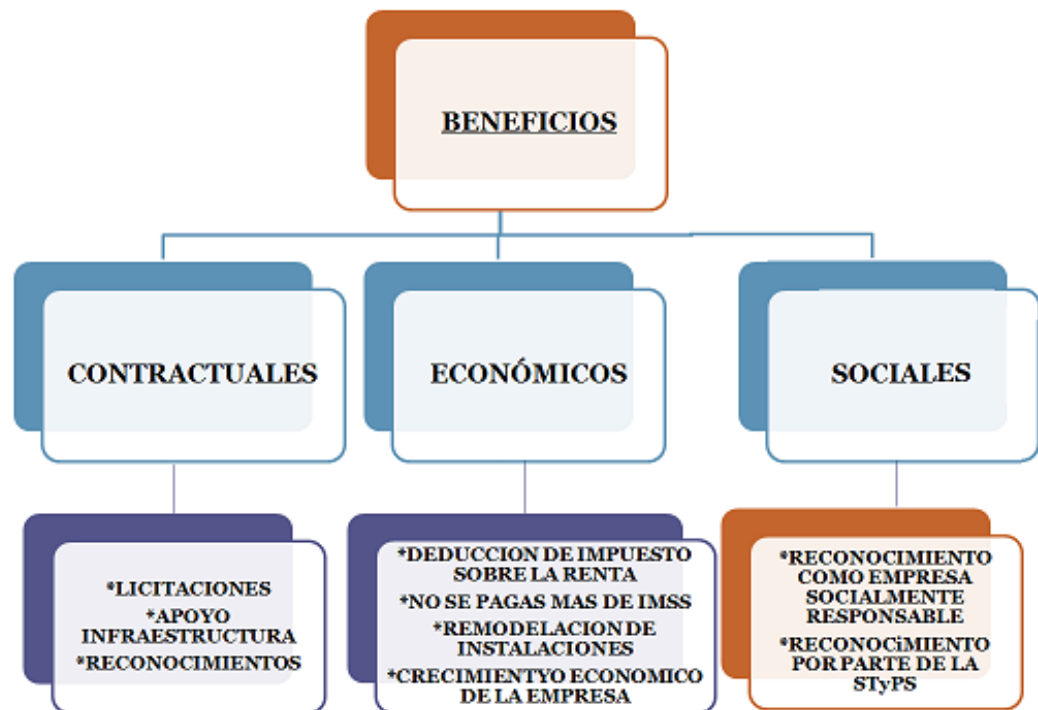 BENEFICIOS
CONTRACTUALES
ECONÓMICOS
SOCIALES
*LICITACIONES
*APOYO
INFRAESTRUCTURA
*RECONOCIMIENTOS
*DEDUCCION DE IMPUESTO
SOBRE LA RENTA
*NO SE PAGAS MAS DE IMSS
*REMODELACION DE
INSTALACIONES
*CRECIMIENTYO ECONOMICO
DE LA EMPRESA
*RECONOCIMIENTO
COMO EMPRESA
SOCIALMENTE
RESPONSABLE
*RECONOCiMIENTO
POR PARTE DE LA
STyPS